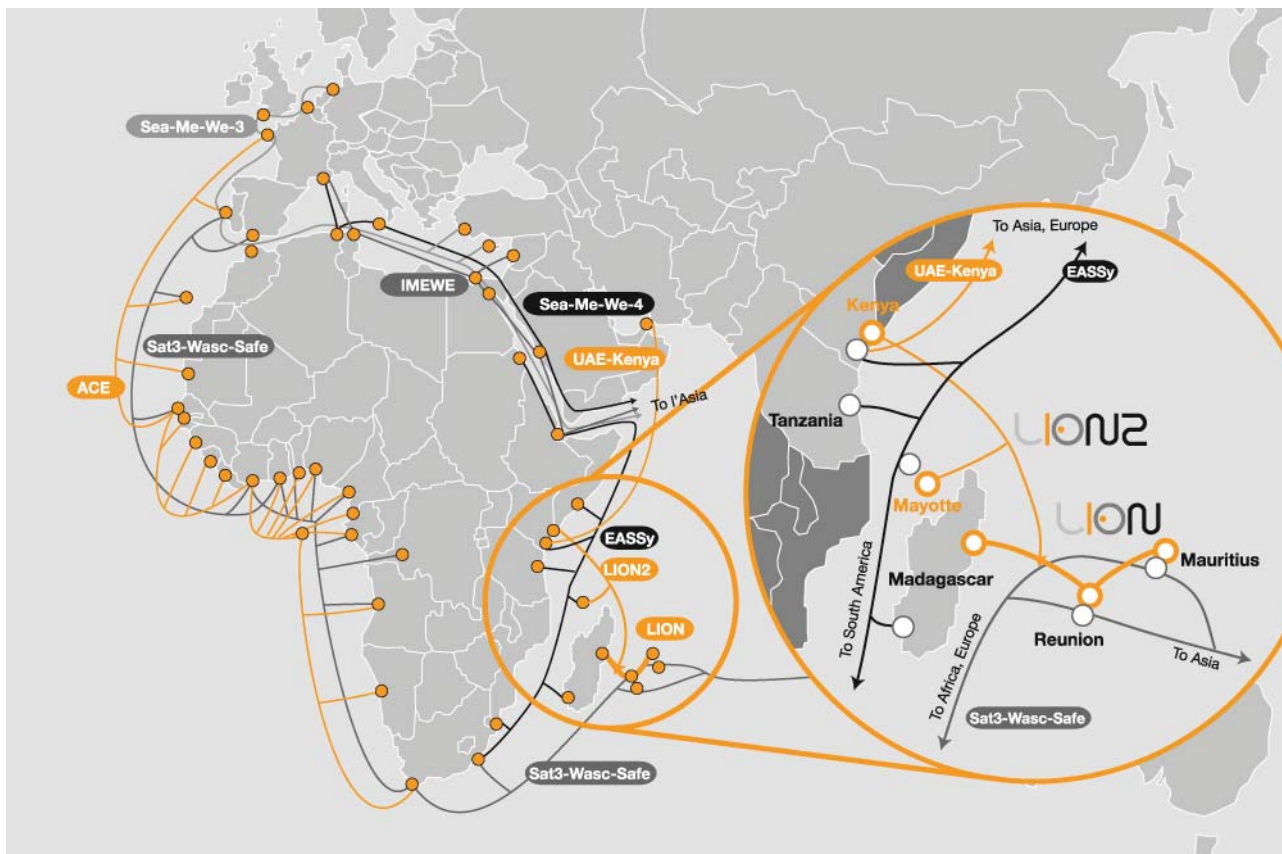 Sea-Me-We-3
IMEWE
Sea-Me-We-4
Sat3-Wasc-Safe
UAE-Kenya
ACE
To l'Asia
EASSy
LION2
LION
Sat3-Wasc-Safe
To Asia, Europe
UAE-Kenya
EASSy
Kenya
Tanzania
LION2
Mayotte
LION
Mauritius
Madagascar
Reunion
To South America
To Africa, Europe
To Asia
Sat3-Wasc-Safe